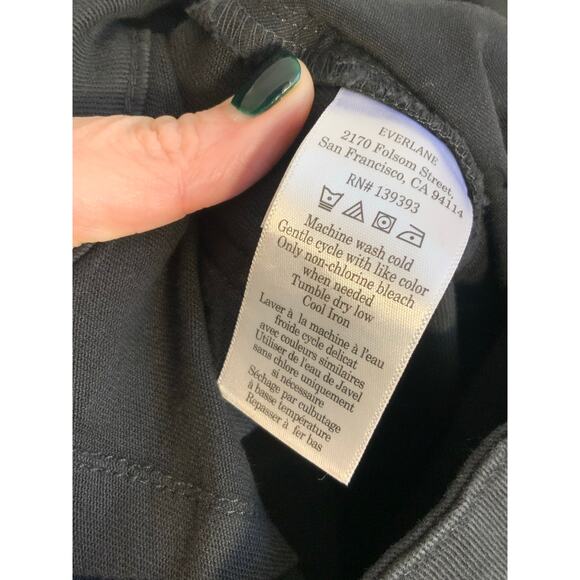 EVERLANE
2170 Folsom Street,
San Francisco, CA 94114
RN# 139393
Machine wash cold
Gentle cycle with like color
Only non-chlorine bleach
when needed
Tumble dry low
Cool Iron
Laver à la machine à l'eau
froide cycle delicat
avec couleurs similaires
Utiliser de l'eau de Javel
sans chlore uniquement
si nécessaire
Séchage par culbutage
à basse température
Repasser à fer bas